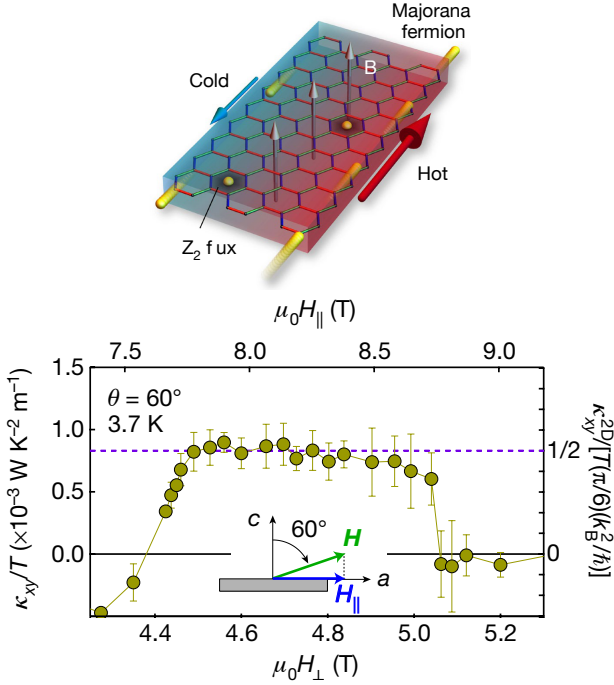 Majorana
fermion
B
Cold
Hot
Z₂ f ux
μ₀H∥ (T)
7.5 8.0 8.5 9.0
1.5
θ = 60°
3.7 K
1.0
0.5
0.0
1/2
0
κxy/T (×10⁻³ W K⁻² m⁻¹)
κxy²ᴰ/[T(π/6)(kB²/ℏ)]
c
60°
H
a
H∥
4.4 4.6 4.8 5.0 5.2
μ₀H⊥ (T)